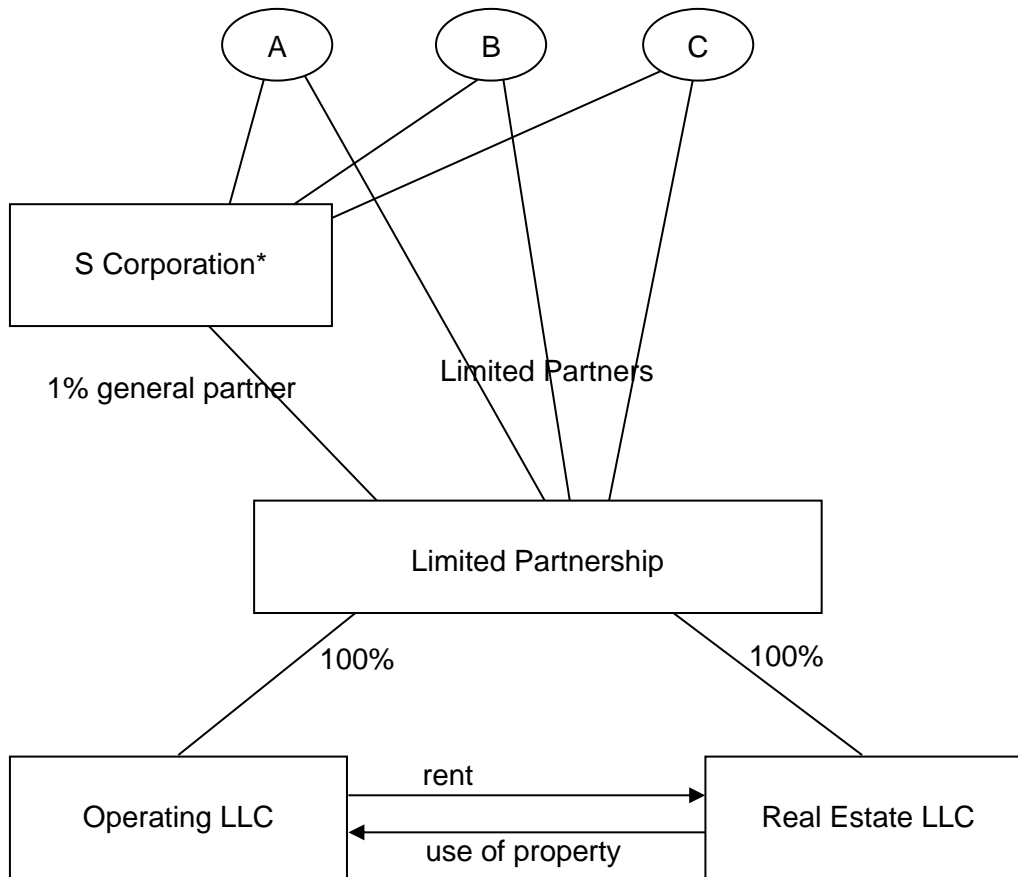 A
B
C
S Corporation*
1% general partner
Limited Partners
Limited Partnership
100%
100%
rent
Operating LLC
Real Estate LLC
use of property